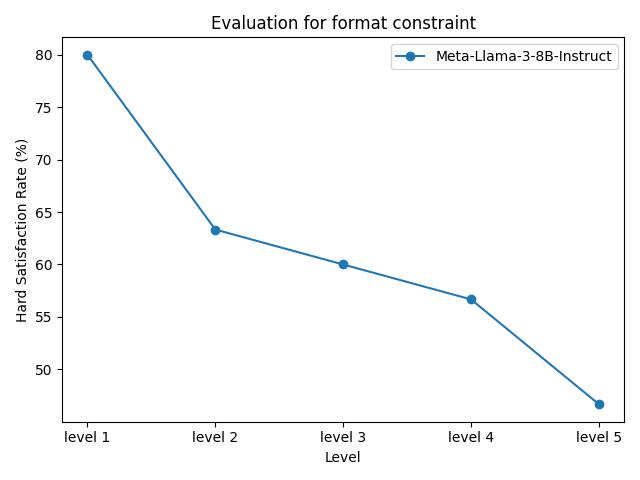 Evaluation for format constraint
Meta-Llama-3-8B-Instruct
Hard Satisfaction Rate (%)
80
75
70
65
60
55
50
level 1
level 2
level 3
level 4
level 5
Level